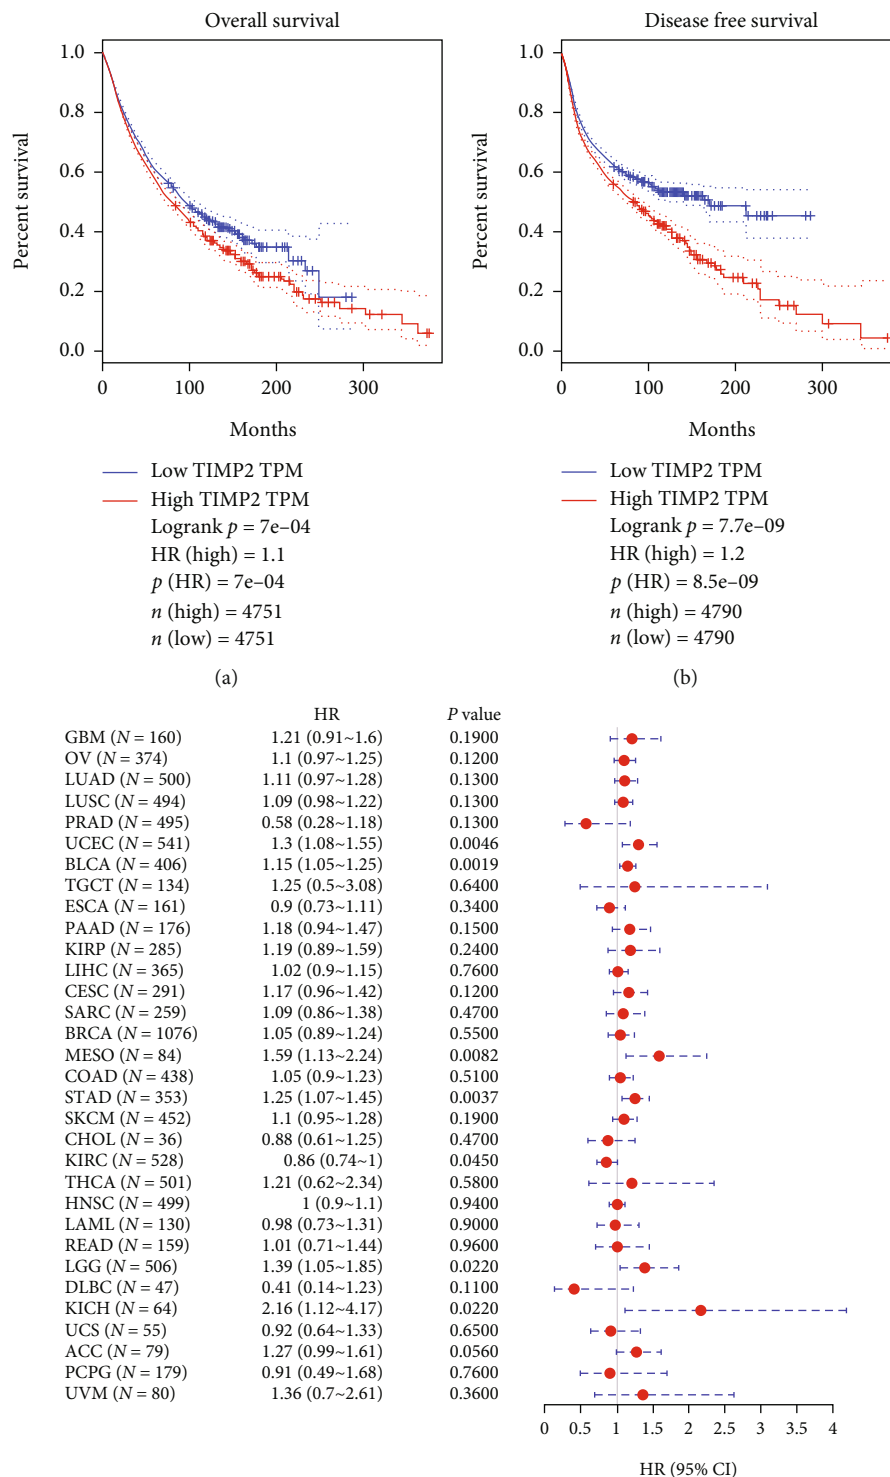 Overall survival
Percent survival
1.0
0.8
0.6
0.4
0.2
0.0
0 100 200 300
Months
Low TIMP2 TPM
High TIMP2 TPM
Logrank p = 7e–04
HR (high) = 1.1
p (HR) = 7e–04
n (high) = 4751
n (low) = 4751
(a)
Disease free survival
Percent survival
1.0
0.8
0.6
0.4
0.2
0.0
0 100 200 300
Months
Low TIMP2 TPM
High TIMP2 TPM
Logrank p = 7.7e–09
HR (high) = 1.2
p (HR) = 8.5e–09
n (high) = 4790
n (low) = 4790
(b)
HR P value
GBM (N = 160) 1.21 (0.91~1.6) 0.1900
OV (N = 374) 1.1 (0.97~1.25) 0.1200
LUAD (N = 500) 1.11 (0.97~1.28) 0.1300
LUSC (N = 494) 1.09 (0.98~1.22) 0.1300
PRAD (N = 495) 0.58 (0.28~1.18) 0.1300
UCEC (N = 541) 1.3 (1.08~1.55) 0.0046
BLCA (N = 406) 1.15 (1.05~1.25) 0.0019
TGCT (N = 134) 1.25 (0.5~3.08) 0.6400
ESCA (N = 161) 0.9 (0.73~1.11) 0.3400
PAAD (N = 176) 1.18 (0.94~1.47) 0.1500
KIRP (N = 285) 1.19 (0.89~1.59) 0.2400
LIHC (N = 365) 1.02 (0.9~1.15) 0.7600
CESC (N = 291) 1.17 (0.96~1.42) 0.1200
SARC (N = 259) 1.09 (0.86~1.38) 0.4700
BRCA (N = 1076) 1.05 (0.89~1.24) 0.5500
MESO (N = 84) 1.59 (1.13~2.24) 0.0082
COAD (N = 438) 1.05 (0.9~1.23) 0.5100
STAD (N = 353) 1.25 (1.07~1.45) 0.0037
SKCM (N = 452) 1.1 (0.95~1.28) 0.1900
CHOL (N = 36) 0.88 (0.61~1.25) 0.4700
KIRC (N = 528) 0.86 (0.74~1) 0.0450
THCA (N = 501) 1.21 (0.62~2.34) 0.5800
HNSC (N = 499) 1 (0.9~1.1) 0.9400
LAML (N = 130) 0.98 (0.73~1.31) 0.9000
READ (N = 159) 1.01 (0.71~1.44) 0.9600
LGG (N = 506) 1.39 (1.05~1.85) 0.0220
DLBC (N = 47) 0.41 (0.14~1.23) 0.1100
KICH (N = 64) 2.16 (1.12~4.17) 0.0220
UCS (N = 55) 0.92 (0.64~1.33) 0.6500
ACC (N = 79) 1.27 (0.99~1.61) 0.0560
PCPG (N = 179) 0.91 (0.49~1.68) 0.7600
UVM (N = 80) 1.36 (0.7~2.61) 0.3600
0 0.5 1 1.5 2 2.5 3 3.5 4
HR (95% CI)